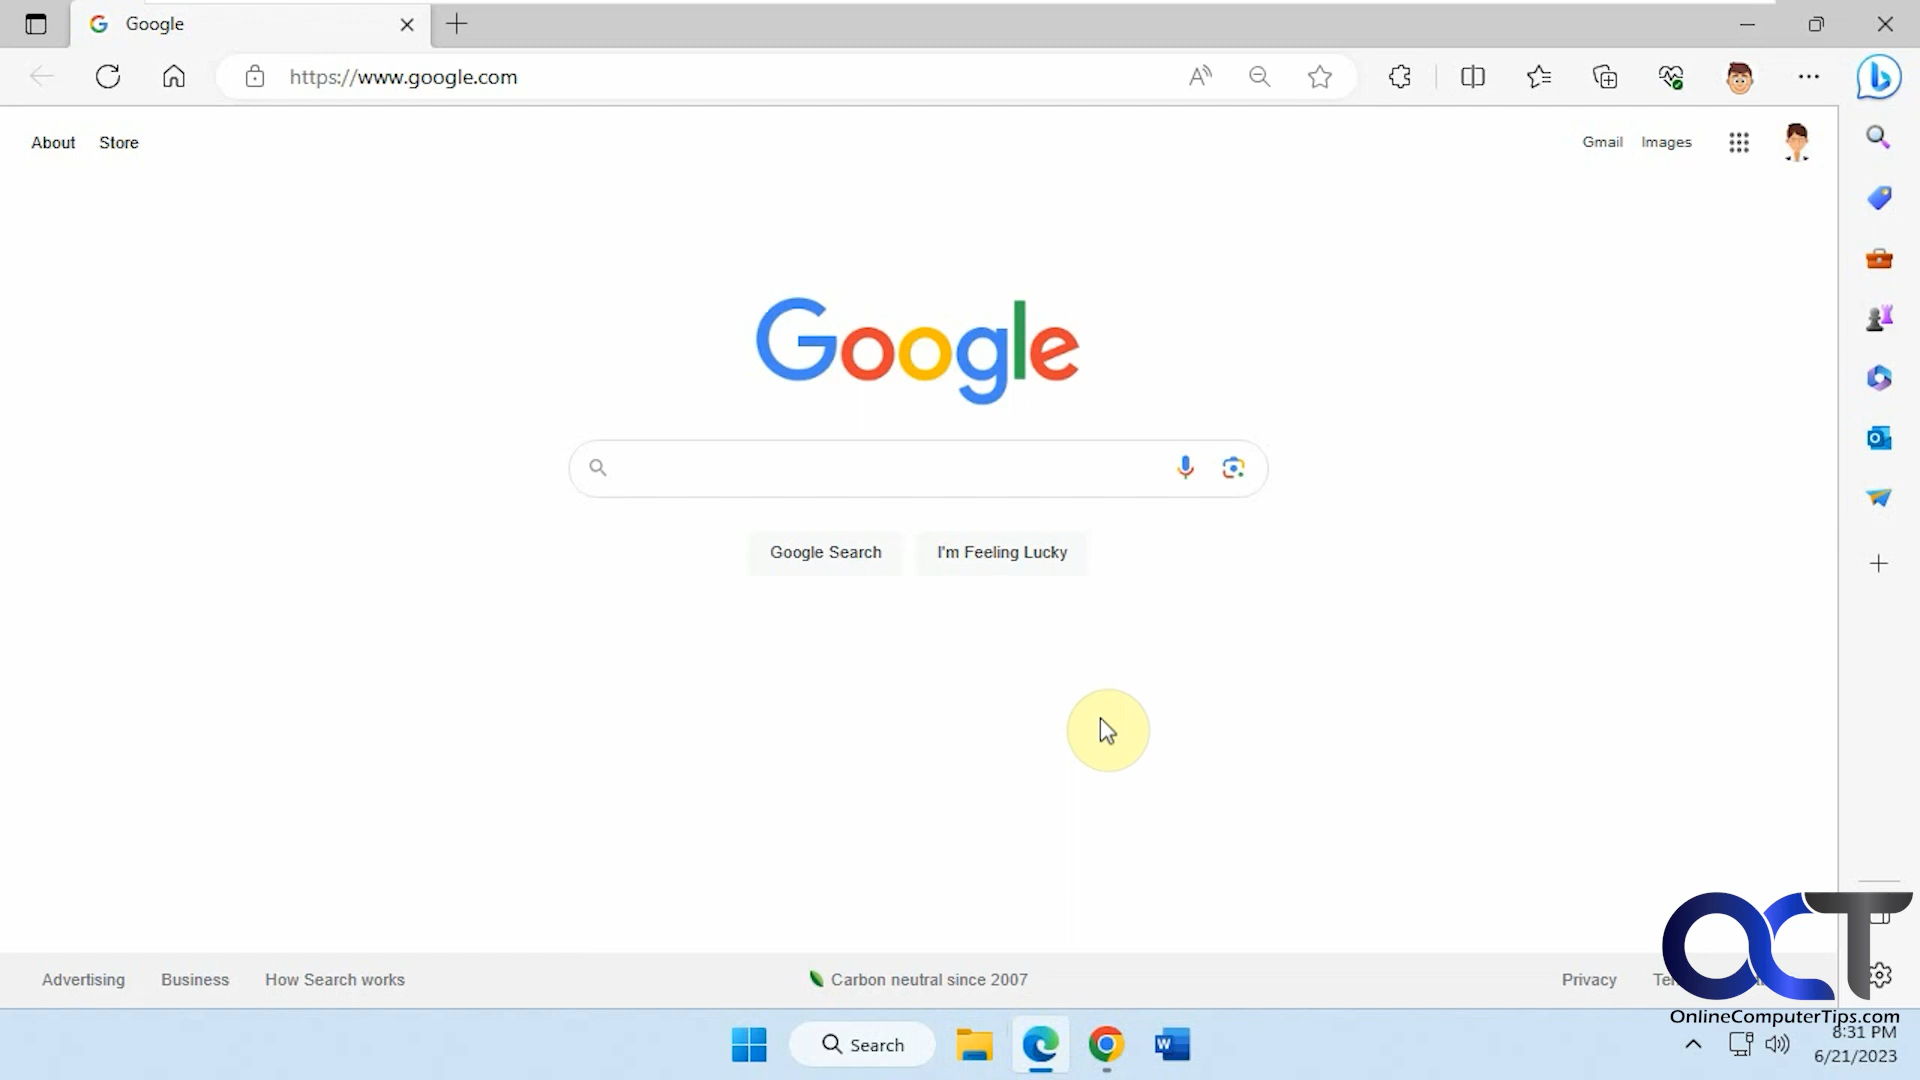 Google
https://www.google.com
About Store
Gmail Images
Google
Google Search I'm Feeling Lucky
Advertising Business How Search works
Carbon neutral since 2007
Privacy
OCT
OnlineComputerTips.com
Search
8:31 PM
6/21/2023